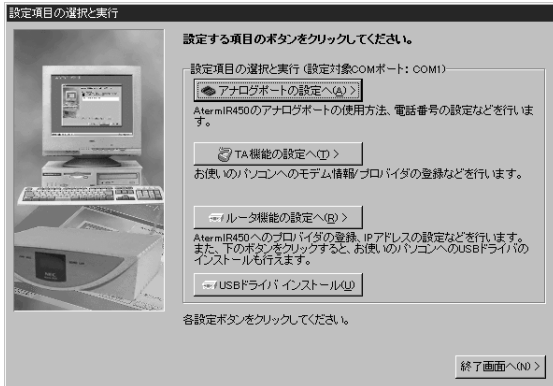 設定項目の選択と実行
設定する項目のボタンをクリックしてください。
設定項目の選択と実行 (設定対象COMポート: COM1)
アナログポートの設定へ(A) >
AtermIR450のアナログポートの使用方法、電話番号の設定などを行いま
す。
TA機能の設定へ(T) >
お使いのパソコンへのモデム情報/プロバイダの登録などを行います。
ルータ機能の設定へ(R) >
AtermIR450へのプロバイダの登録、IPアドレスの設定などを行います。
また、下のボタンをクリックすると、お使いのパソコンへのUSBドライバの
インストールも行えます。
USBドライバ インストール(U)
各設定ボタンをクリックしてください。
終了画面へ(N) >
NEC